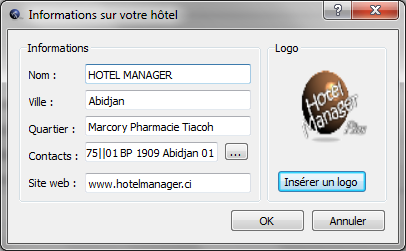 Informations sur votre hôtel
Informations
Nom : HOTEL MANAGER
Ville : Abidjan
Quartier : Marcory Pharmacie Tiacoh
Contacts : 75||01 BP 1909 Abidjan 01 ...
Site web : www.hotelmanager.ci
Logo
Hotel
Manager
Plus
Insérer un logo
OK
Annuler